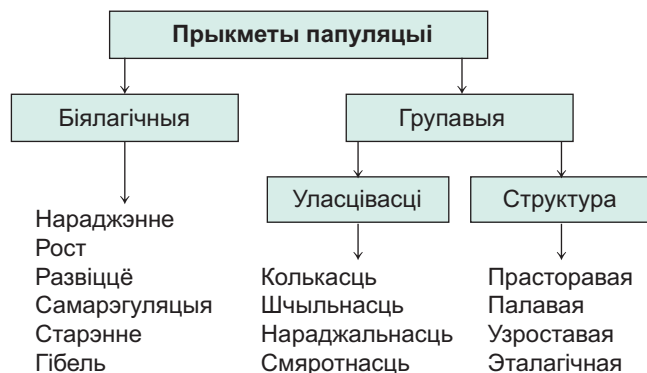 Прыкметы папуляцыі
Біялагічныя
Групавыя
Уласцівасці
Структура
Нараджэнне
Рост
Развіццё
Самарэгуляцыя
Старэнне
Гібель
Колькасць
Шчыльнасць
Нараджальнасць
Смяротнасць
Прасторавая
Палавая
Узроставая
Эталагічная